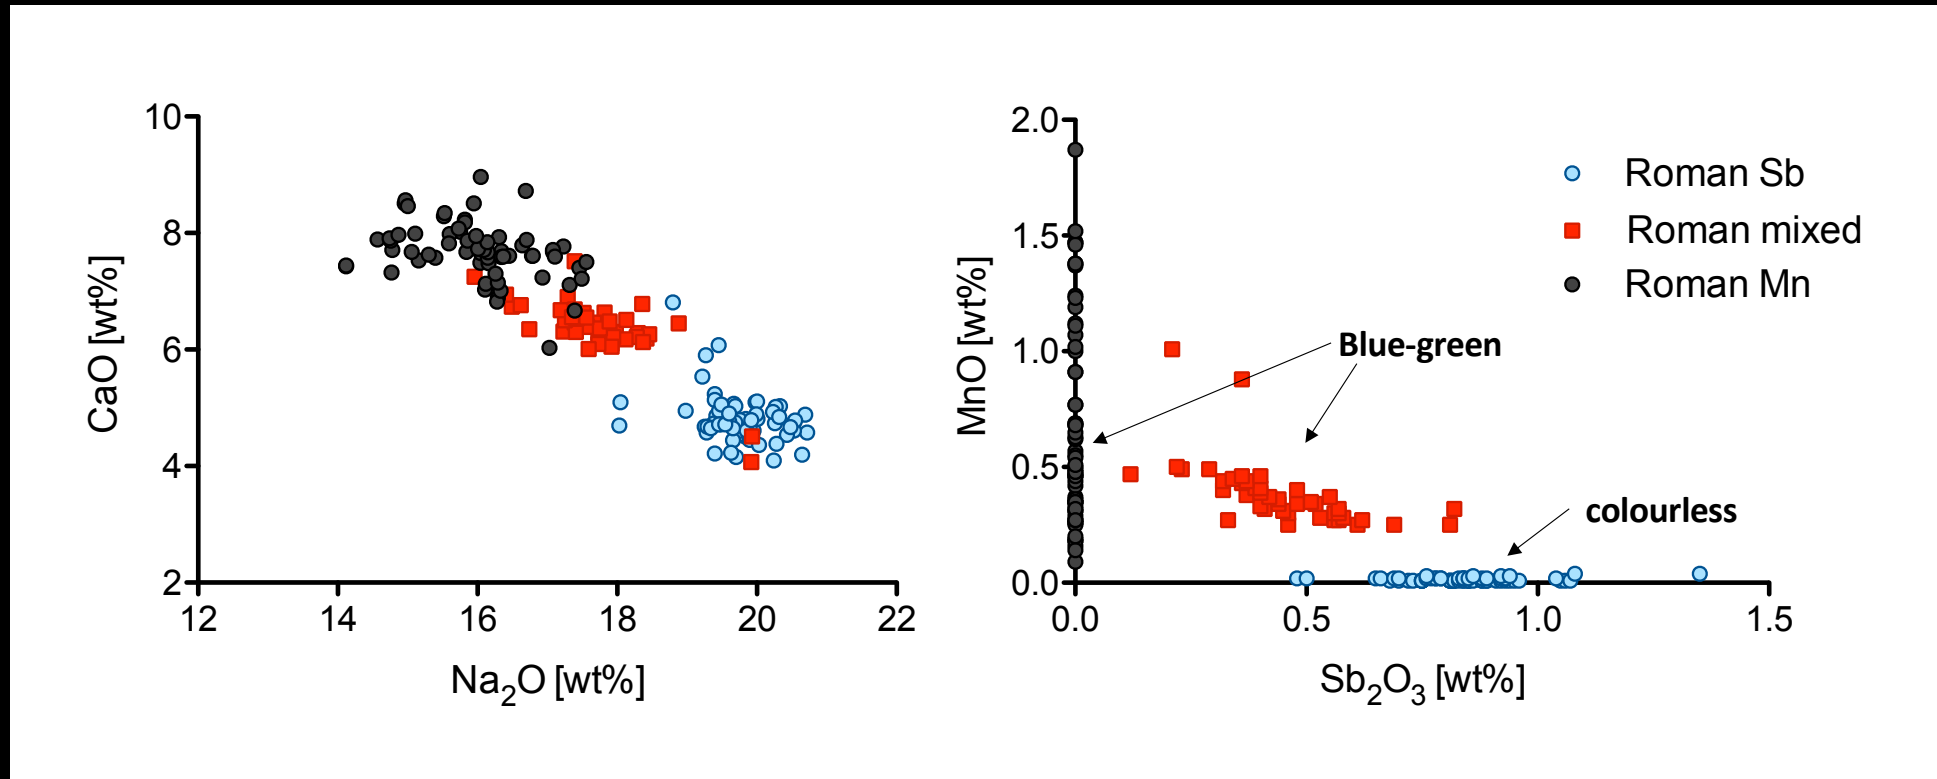 10
8
6
4
2
12 14 16 18 20 22
CaO [wt%]
Na₂O [wt%]
2.0
1.5
1.0
0.5
0.0
0.0 0.5 1.0 1.5
MnO [wt%]
Sb₂O₃ [wt%]
Roman Sb
Roman mixed
Roman Mn
Blue-green
colourless